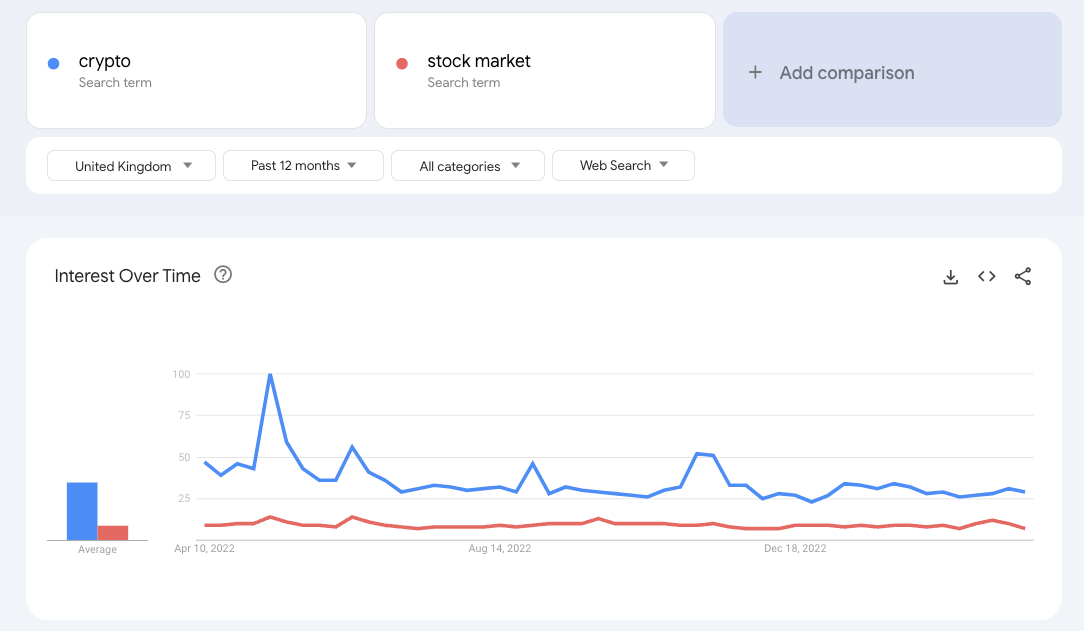 crypto
Search term
stock market
Search term
+ Add comparison
United Kingdom
Past 12 months
All categories
Web Search
Interest Over Time
?
<>
100
75
50
25
Average
Apr 10, 2022
Aug 14, 2022
Dec 18, 2022